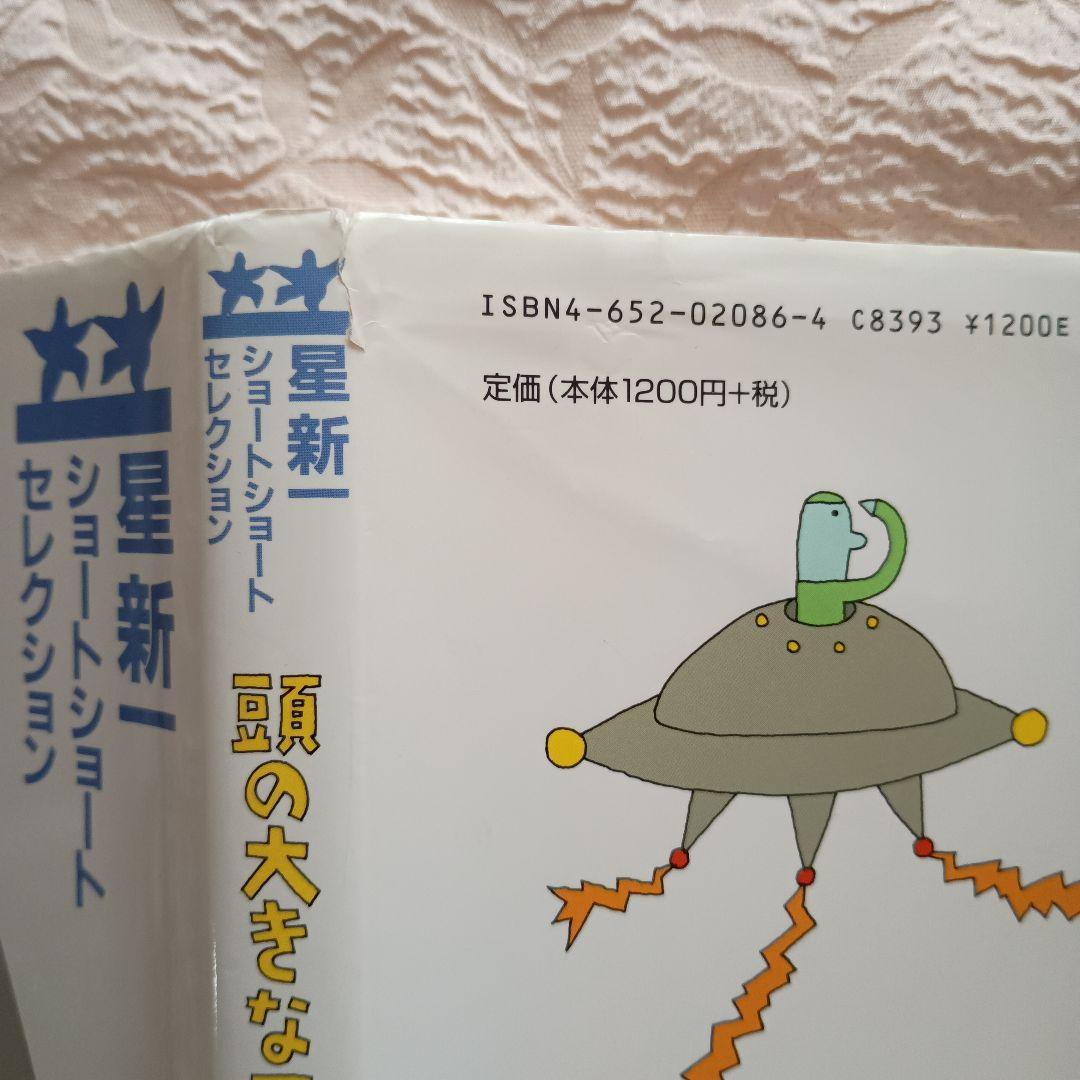 ISBN4-652-02086-4 C8393 ¥1200E
定価(本体1200円+税)
星新一
ショートショート
セレクション
頭の大きな
星新一
ショートショート
セレクション